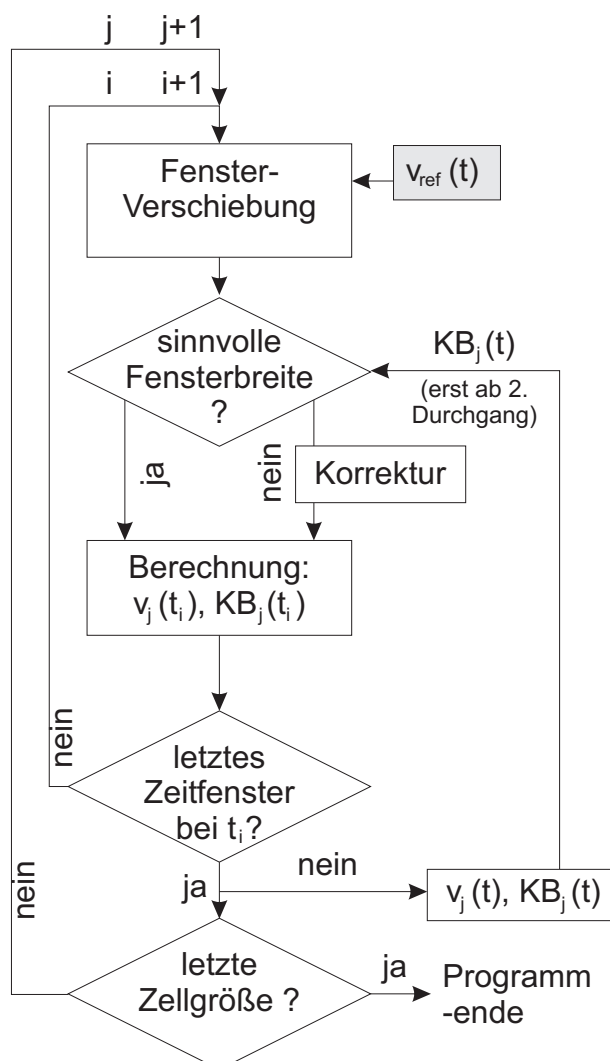 j j+1
i i+1
Fenster-
Verschiebung
v_ref (t)
sinnvolle
Fensterbreite
?
KB_j (t)
(erst ab 2.
Durchgang)
ja
nein
Korrektur
Berechnung:
v_j (t_i), KB_j (t_i)
nein
letztes
Zeitfenster
bei t_i?
nein
ja
v_j (t), KB_j (t)
nein
letzte
Zellgröße ?
ja
Programm
-ende